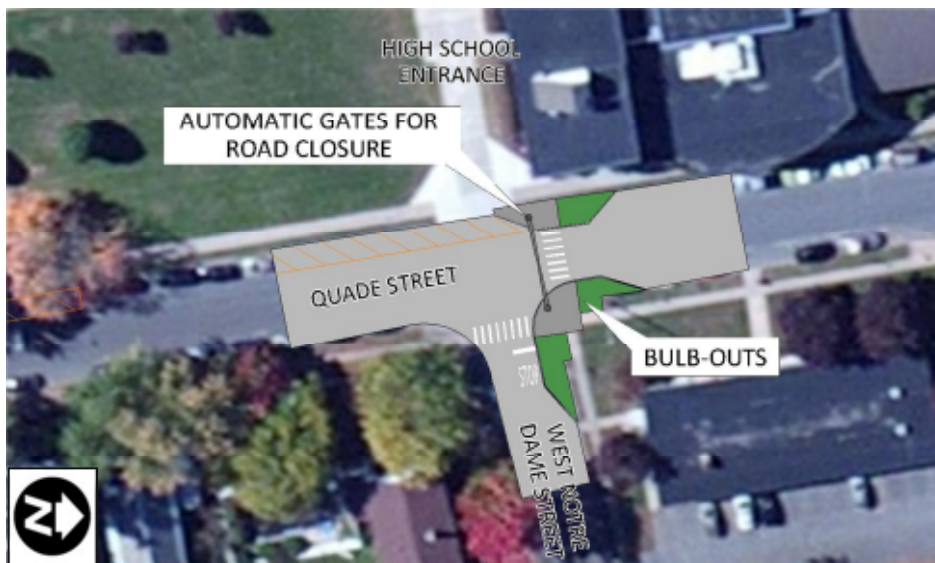 HIGH SCHOOL
ENTRANCE
AUTOMATIC GATES FOR
ROAD CLOSURE
QUADE STREET
BULB-OUTS
STOP
WEST NOTRE
DAME STREET
N